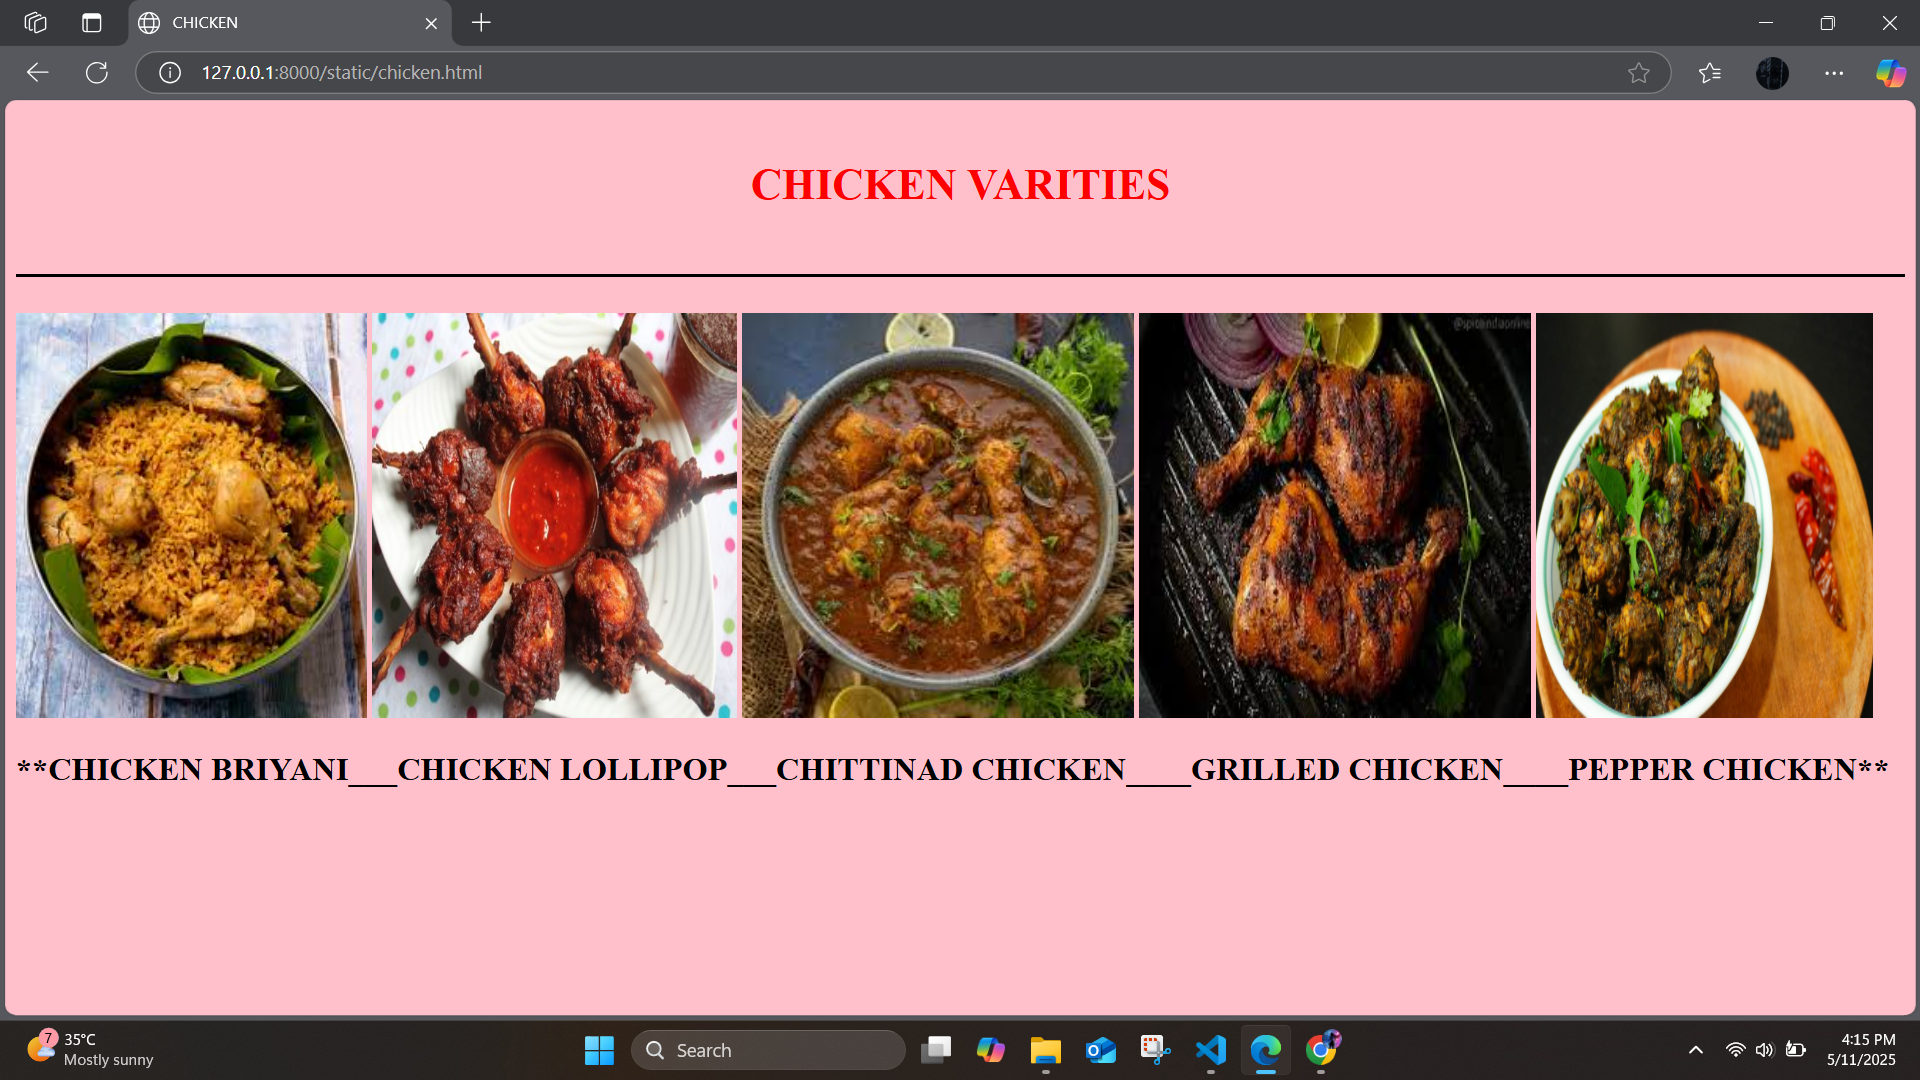 CHICKEN
127.0.0.1:8000/static/chicken.html
CHICKEN VARITIES
@spiceindiaonline
**CHICKEN BRIYANI___CHICKEN LOLLIPOP___CHITTINAD CHICKEN____GRILLED CHICKEN____PEPPER CHICKEN**
7
35°C
Mostly sunny
Search
4:15 PM
5/11/2025